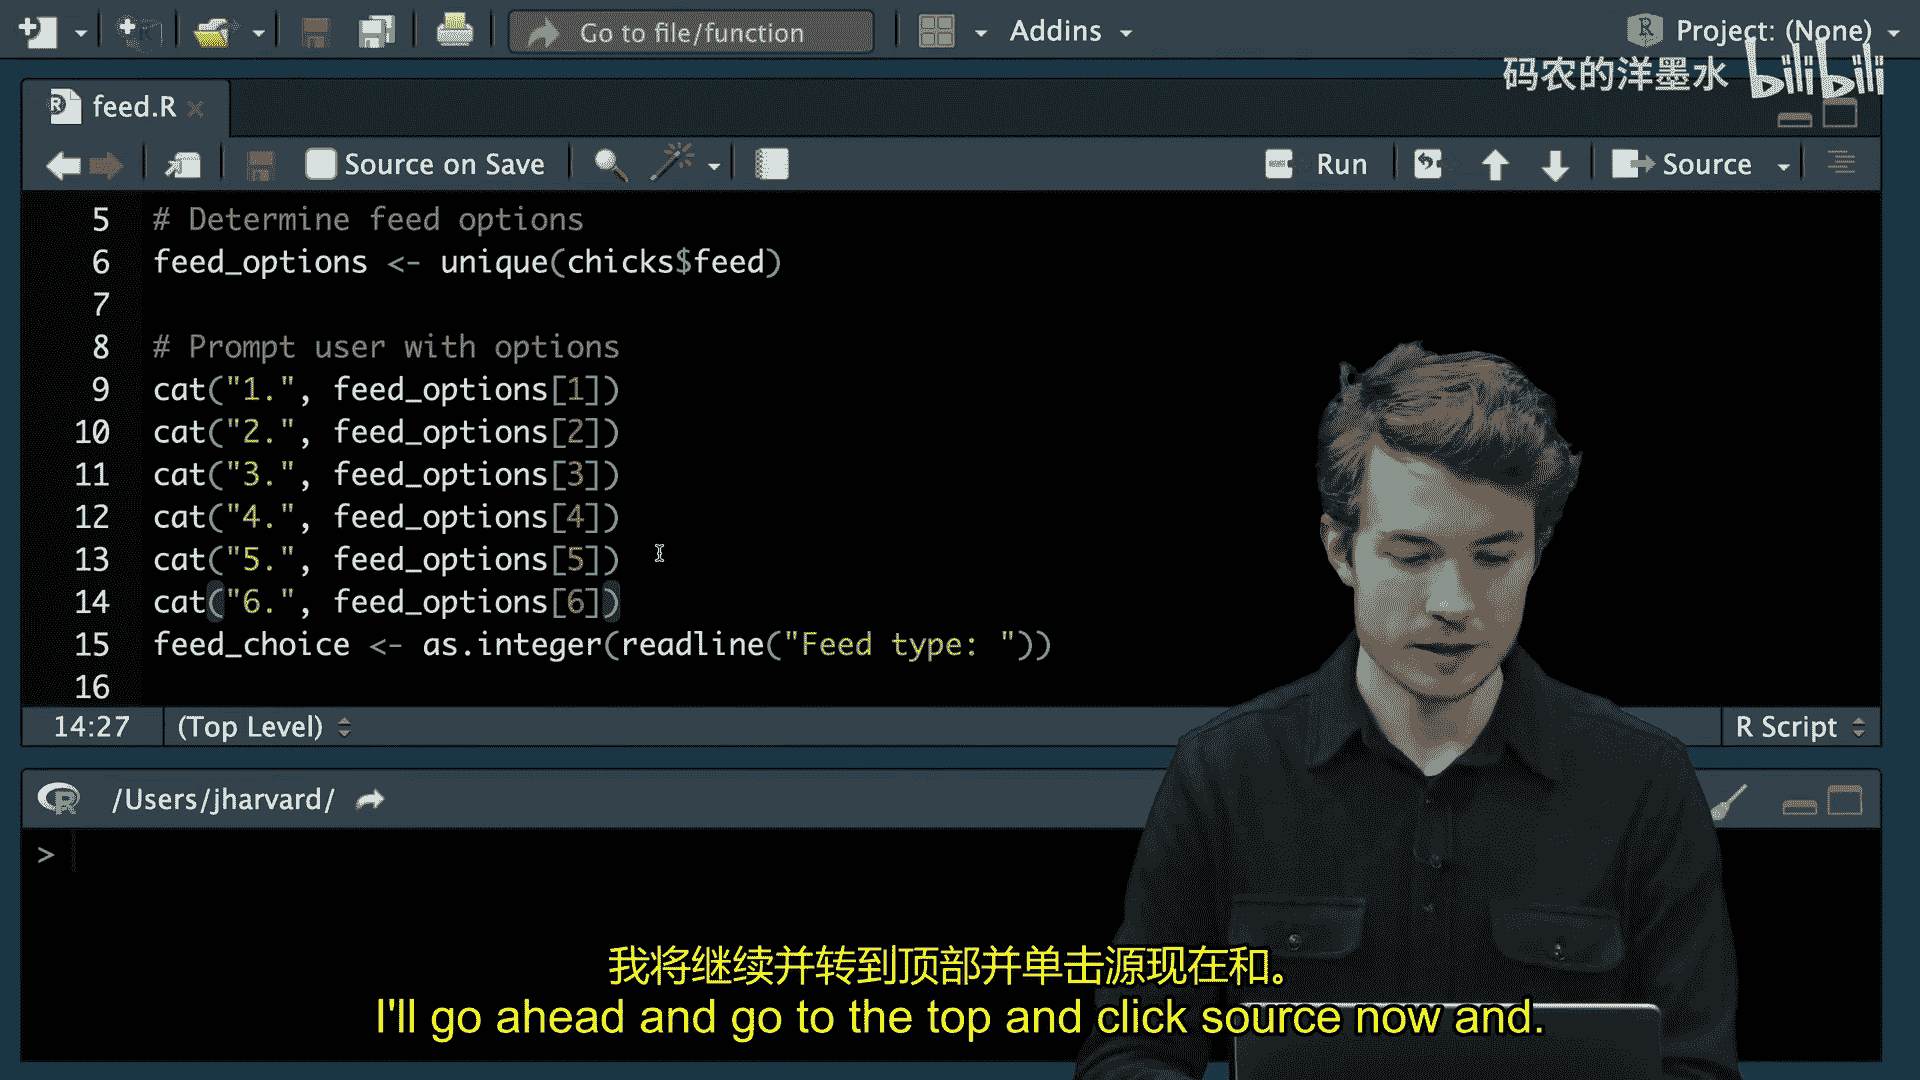 Go to file/function
Addins
Project: (None)
码农的洋墨水 bilibili
feed.R
Source on Save
Run
Source
5 # Determine feed options
6 feed_options <- unique(chicks$feed)
7
8 # Prompt user with options
9 cat("1.", feed_options[1])
10 cat("2.", feed_options[2])
11 cat("3.", feed_options[3])
12 cat("4.", feed_options[4])
13 cat("5.", feed_options[5])
14 cat("6.", feed_options[6])
15 feed_choice <- as.integer(readline("Feed type: "))
16
14:27 (Top Level) R Script
/Users/jharvard/
>
我将继续并转到顶部并单击源现在和。
I'll go ahead and go to the top and click source now and.